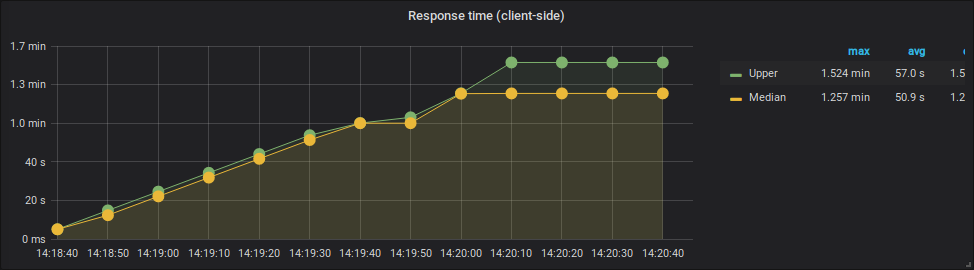 Response time (client-side)
1.7 min
1.3 min
1.0 min
40 s
20 s
0 ms
14:18:40 14:18:50 14:19:00 14:19:10 14:19:20 14:19:30 14:19:40 14:19:50 14:20:00 14:20:10 14:20:20 14:20:30 14:20:40
max avg
Upper 1.524 min 57.0 s 1.5
Median 1.257 min 50.9 s 1.2